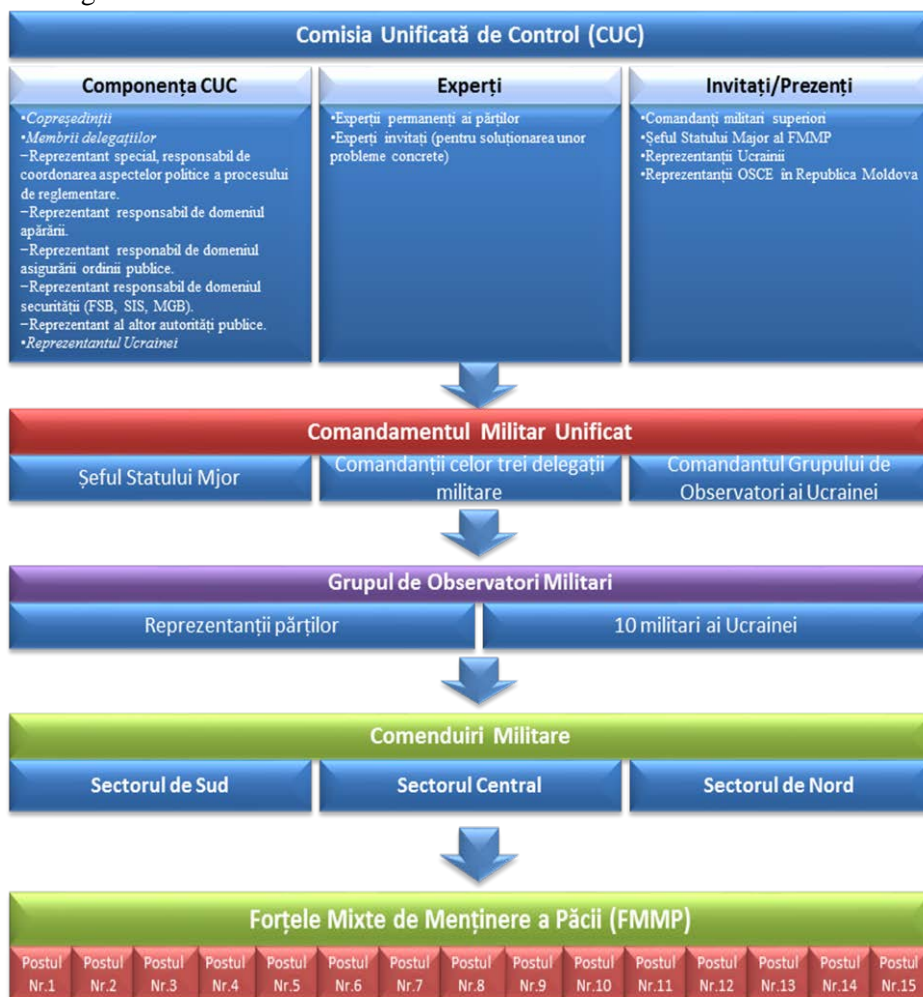 Comisia Unificată de Control (CUC)
Componența CUC
•Copreședinții
•Membrii delegațiilor
−Reprezentant special, responsabil de
coordonarea aspectelor politice a procesului
de reglementare.
−Reprezentant responsabil de domeniul
apărării.
−Reprezentant responabil de domeniul
asigurării ordinii publice.
−Reprezentant responsabil de domeniul
securității (FSB, SIS, MGB).
−Reprezentant al altor autorități publice.
•Reprezentantul Ucrainei
Experți
•Experții permanenți ai părților
•Experți invitați (pentru soluționarea unor
probleme concrete)
Invitați/Prezenți
•Comandanți militari superiori
•Șeful Statului Major al FMMP
•Reprezentanții Ucrainii
•Reprezentanții OSCE în Republica Moldova
Comandamentul Militar Unificat
Șeful Statului Mjor
Comandanții celor trei delegații
militare
Comandantul Grupului de
Observatori ai Ucrainei
Grupul de Observatori Militari
Reprezentanții părților
10 militari ai Ucrainei
Comenduiri Militare
Sectorul de Sud
Sectorul Central
Sectorul de Nord
Forțele Mixte de Menținere a Păcii (FMMP)
Postul
Nr.1
Postul
Nr.2
Postul
Nr.3
Postul
Nr.4
Postul
Nr.5
Postul
Nr.6
Postul
Nr.7
Postul
Nr.8
Postul
Nr.9
Postul
Nr.10
Postul
Nr.11
Postul
Nr.12
Postul
Nr.13
Postul
Nr.14
Postul
Nr.15